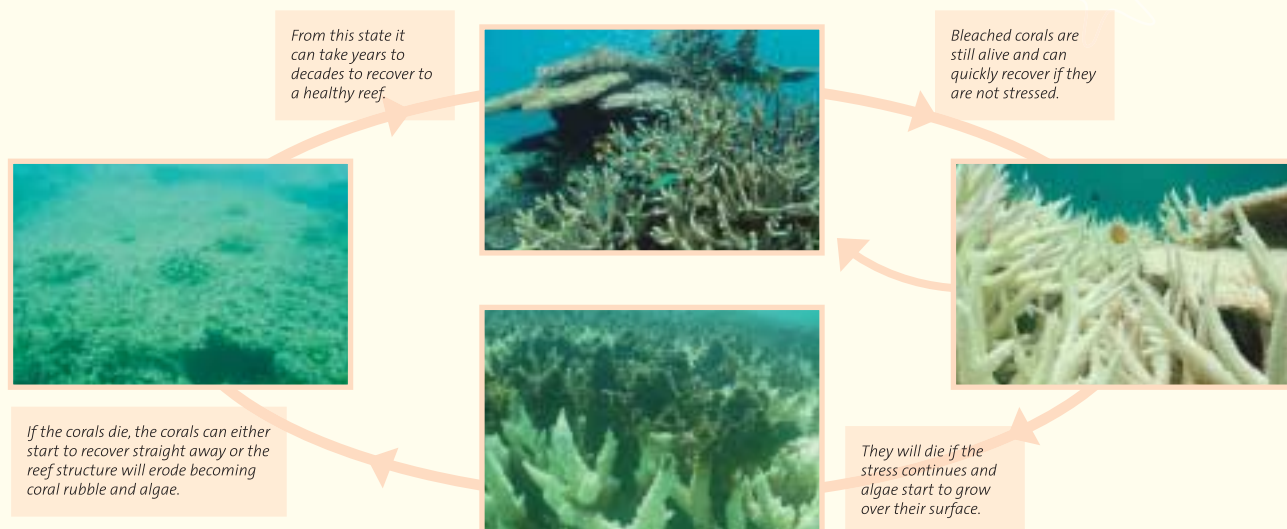 From this state it
can take years to
decades to recover to
a healthy reef.
Bleached corals are
still alive and can
quickly recover if they
are not stressed.
If the corals die, the corals can either
start to recover straight away or the
reef structure will erode becoming
coral rubble and algae.
They will die if the
stress continues and
algae start to grow
over their surface.